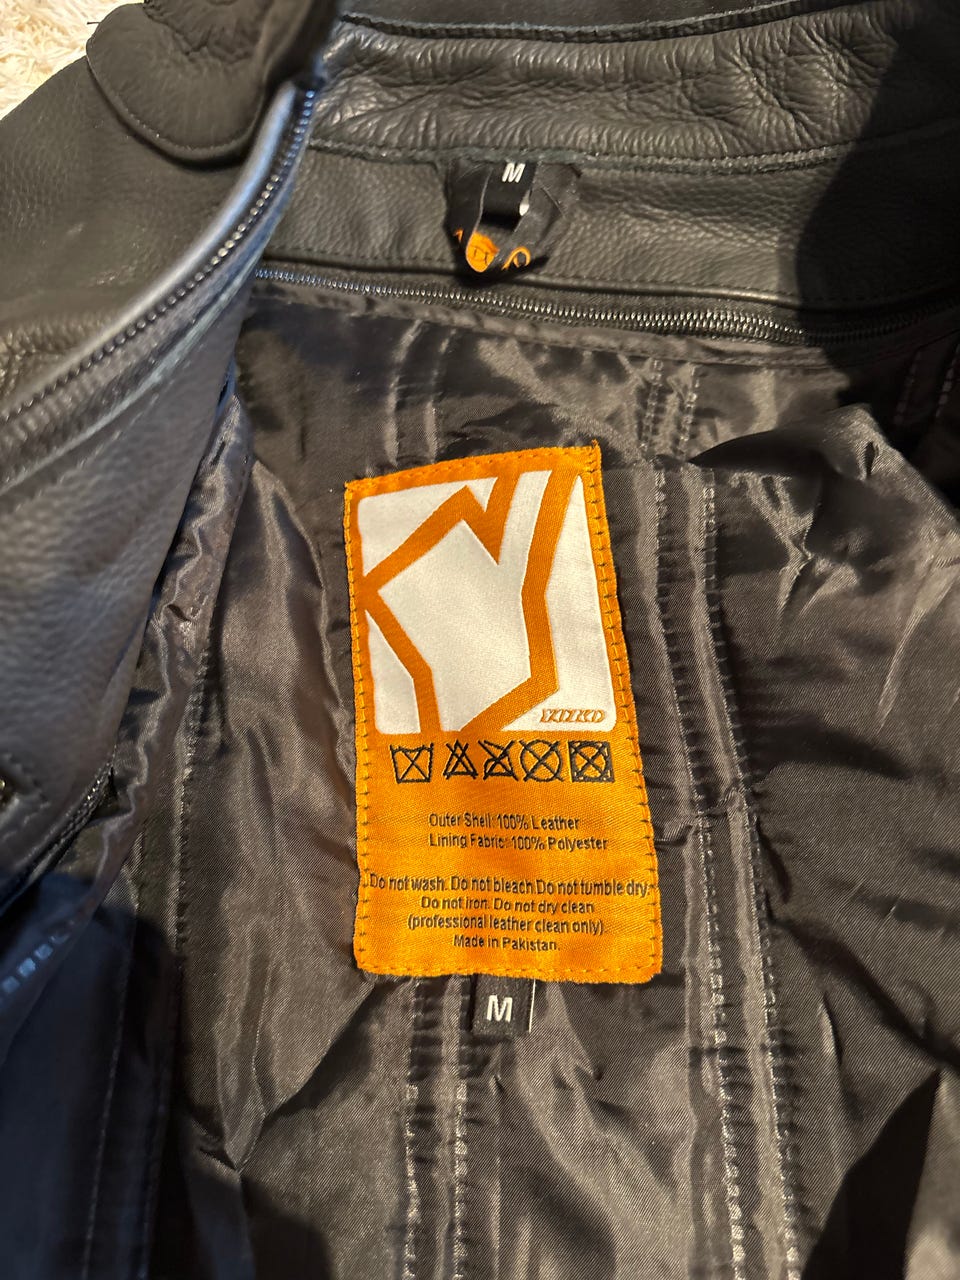 M
Outer Shell: 100% Leather
Lining Fabric: 100% Polyester
Do not wash. Do not bleach. Do not tumble dry.
Do not iron. Do not dry clean
(professional leather clean only)
Made in Pakistan.
M